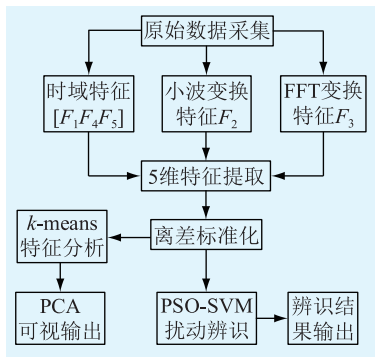 原始数据采集
时域特征
[F₁F₄F₅]
小波变换
特征F₂
FFT变换
特征F₃
5维特征提取
k-means
特征分析
离差标准化
PCA
可视输出
PSO-SVM
扰动辨识
辨识结
果输出